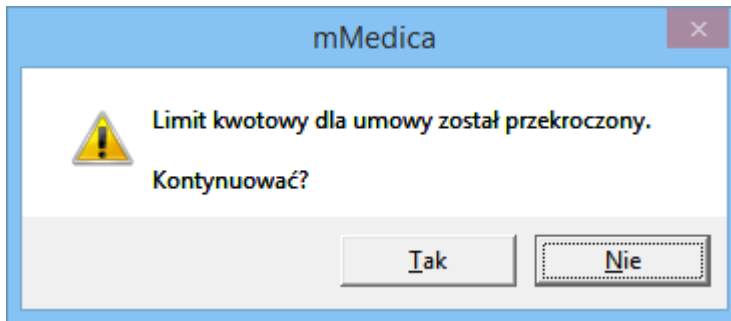 mMedica
Limit kwotowy dla umowy został przekroczony.
Kontynuować?
Tak
Nie